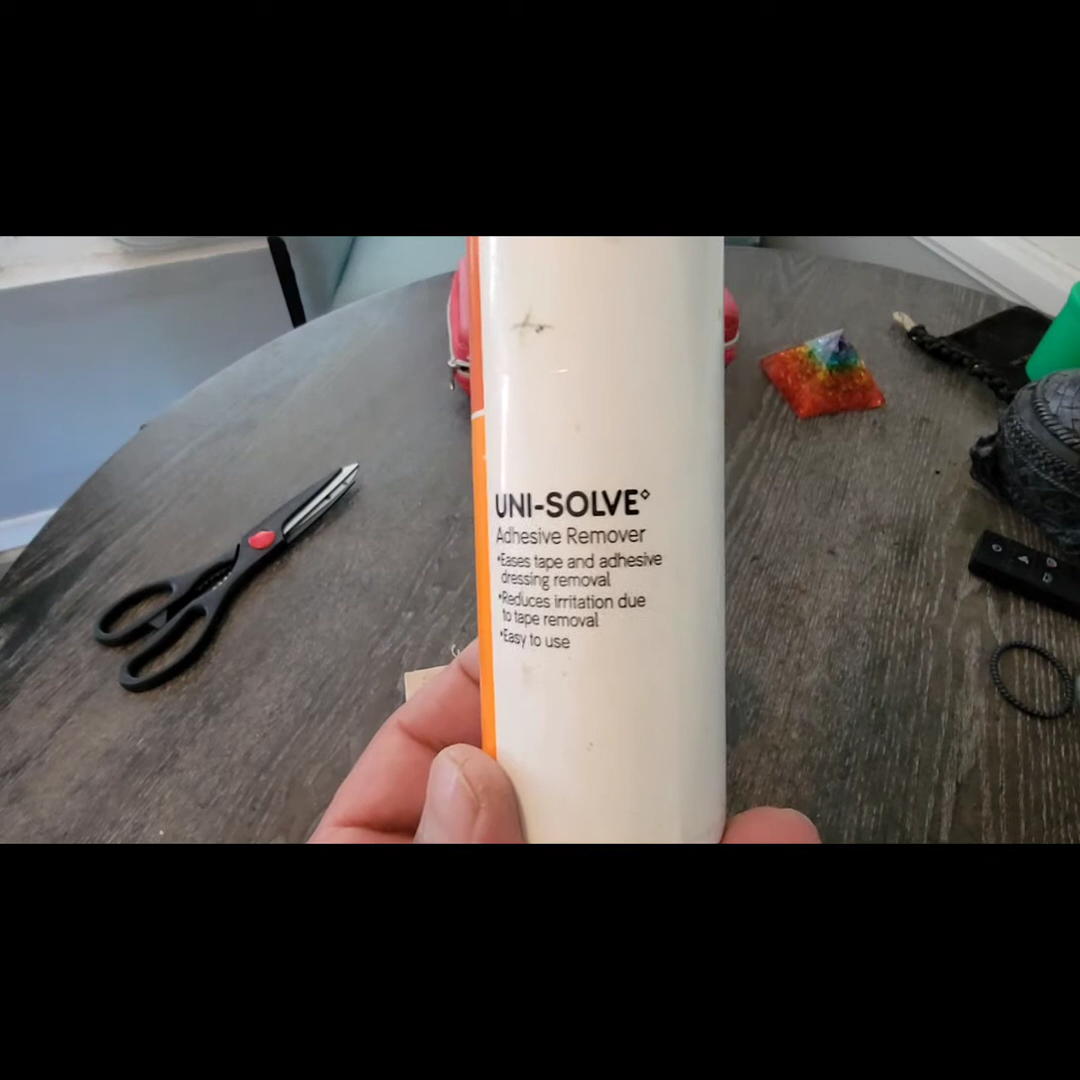 UNI-SOLVE◊
Adhesive Remover
•Eases tape and adhesive
dressing removal
•Reduces irritation due
to tape removal
•Easy to use